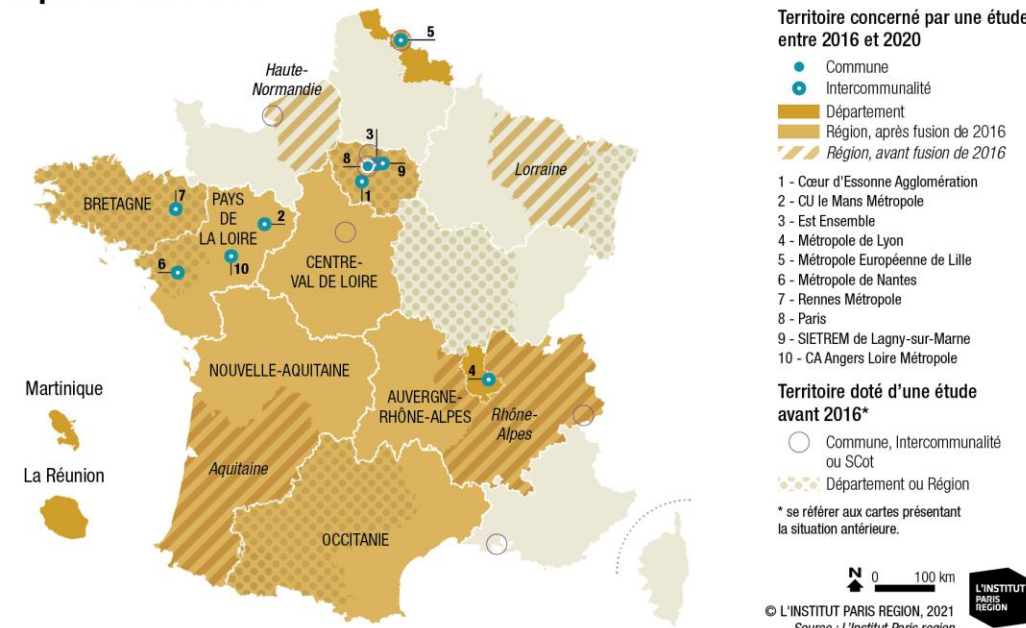 Haute-
Normandie
5
3
8
9
1
Lorraine
BRETAGNE
7
PAYS
DE
LA LOIRE
2
6
10
CENTRE-
VAL DE LOIRE
NOUVELLE-AQUITAINE
4
AUVERGNE-
RHÔNE-ALPES
Rhône-
Alpes
Martinique
La Réunion
Aquitaine
OCCITANIE
Territoire concerné par une étude
entre 2016 et 2020
Commune
Intercommunalité
Département
Région, après fusion de 2016
Région, avant fusion de 2016
1 - Cœur d'Essonne Agglomération
2 - CU le Mans Métropole
3 - Est Ensemble
4 - Métropole de Lyon
5 - Métropole Européenne de Lille
6 - Métropole de Nantes
7 - Rennes Métropole
8 - Paris
9 - SIETREM de Lagny-sur-Marne
10 - CA Angers Loire Métropole
Territoire doté d'une étude
avant 2016*
Commune, Intercommunalité
ou SCot
Département ou Région
* se référer aux cartes présentant
la situation antérieure.
N 0 100 km
© L'INSTITUT PARIS REGION, 2021
Source : L'Institut Paris region
L'INSTITUT
PARIS
REGION